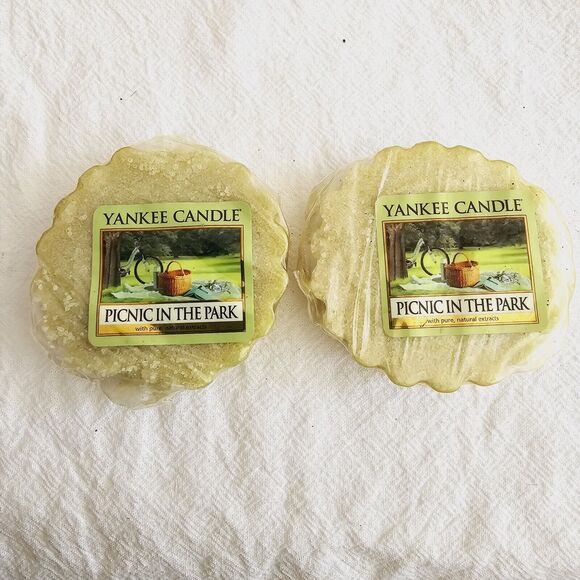 YANKEE CANDLE®
PICNIC IN THE PARK
with pure, natural extracts
YANKEE CANDLE®
PICNIC IN THE PARK
with pure, natural extracts